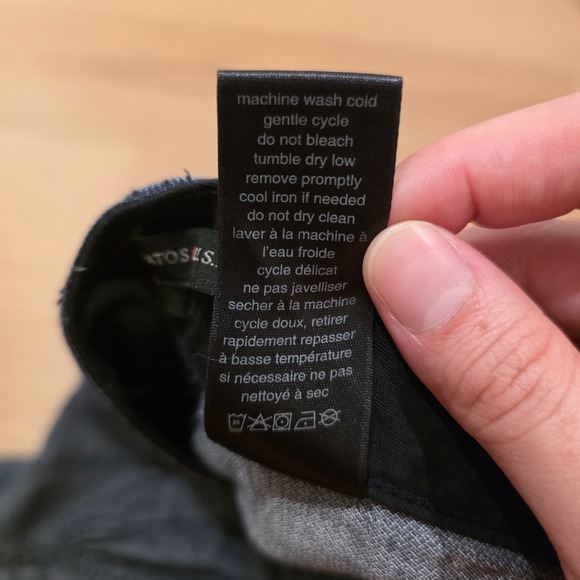 machine wash cold
gentle cycle
do not bleach
tumble dry low
remove promptly
cool iron if needed
do not dry clean
laver à la machine à
l'eau froide
cycle délicat
ne pas javelliser
secher à la machine
cycle doux, retirer
rapidement repasser
à basse température
si nécessaire ne pas
nettoyé à sec